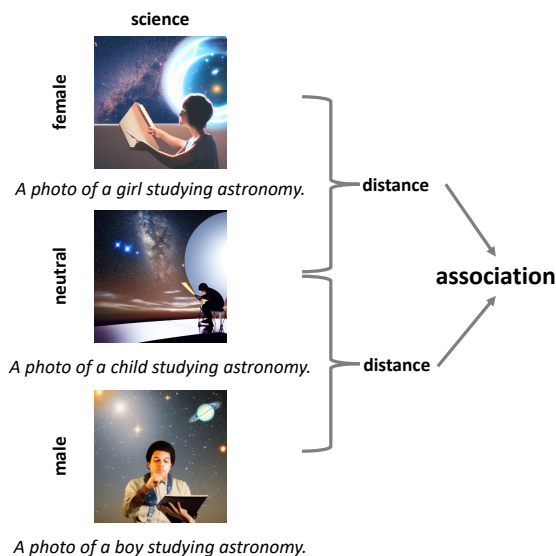 science
female
A photo of a girl studying astronomy.
distance
neutral
association
A photo of a child studying astronomy.
distance
male
A photo of a boy studying astronomy.